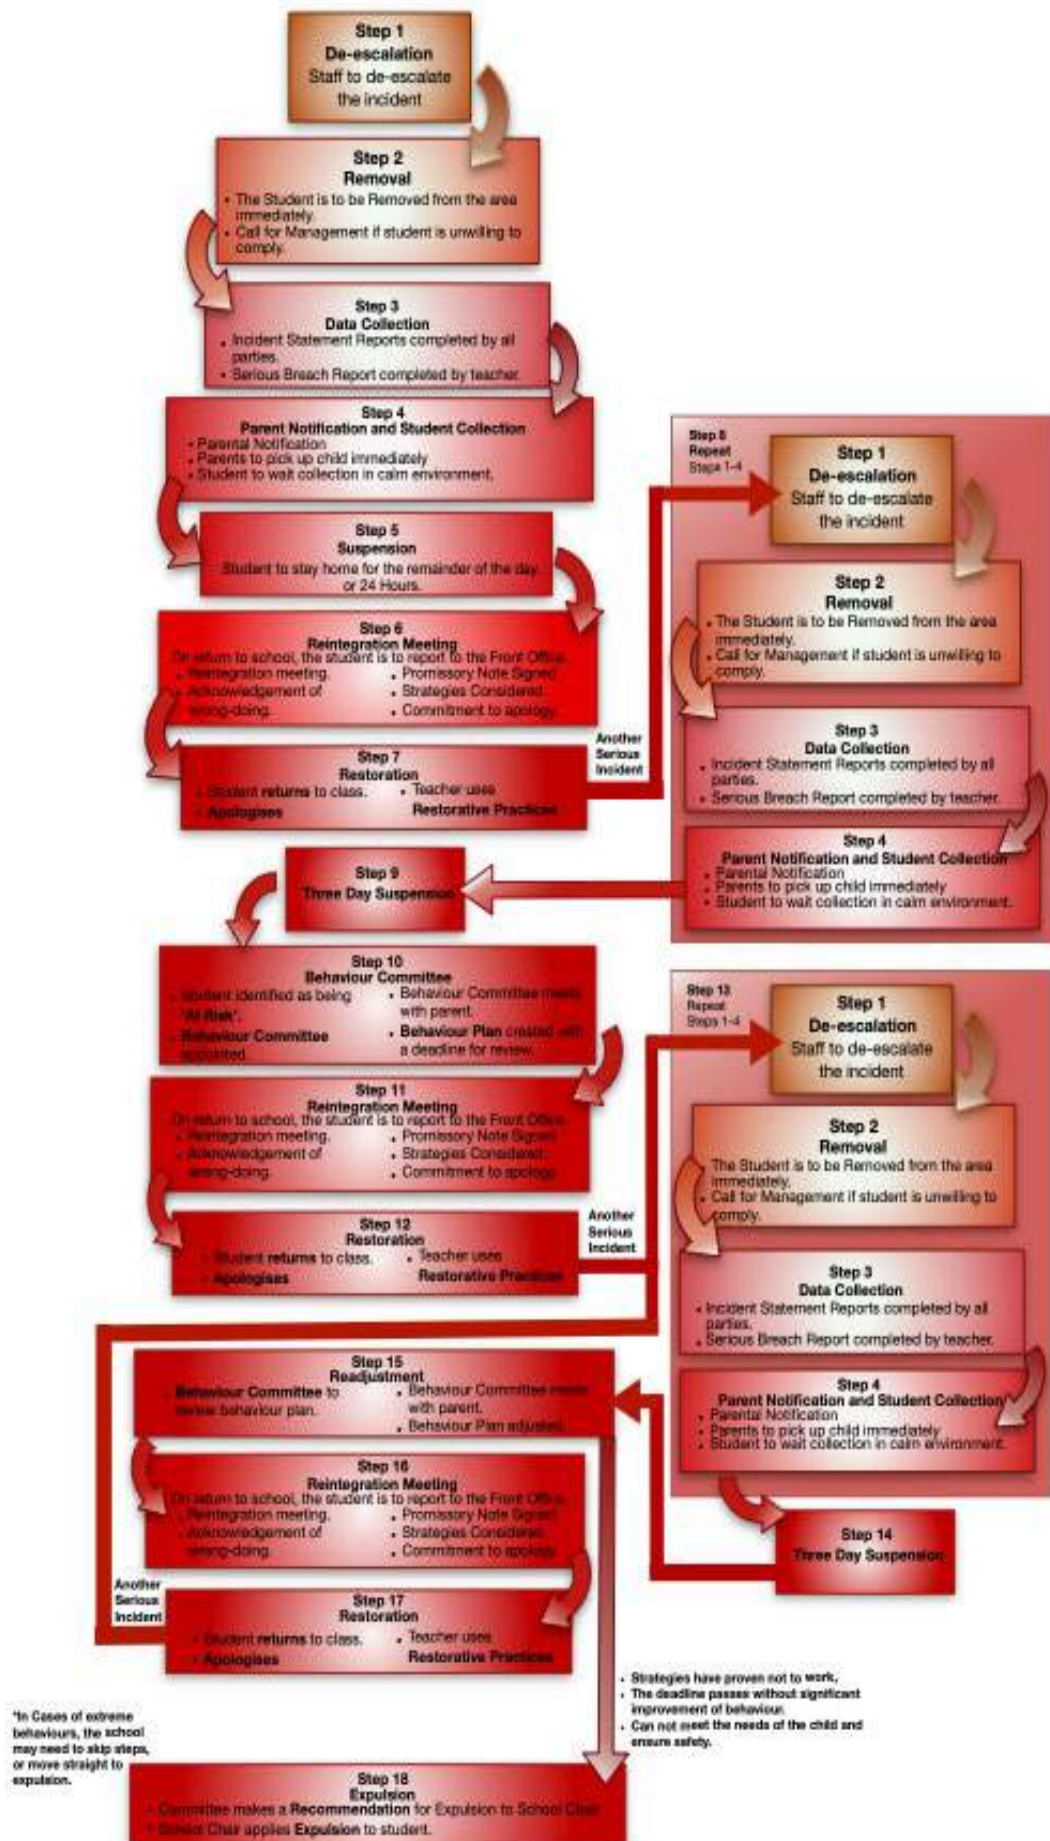 Step 1
De-escalation
Staff to de-escalate
the incident
Step 2
Removal
• The Student is to be Removed from the area
immediately.
• Call for Management if student is unwilling to
comply.
Step 3
Data Collection
• Incident Statement Reports completed by all
parties.
• Serious Breach Report completed by teacher.
Step 4
Parent Notification and Student Collection
• Parental Notification
• Parents to pick up child immediately
• Student to wait collection in calm environment.
Step 5
Suspension
Student to stay home for the remainder of the day
or 24 Hours.
Step 6
Reintegration Meeting
On return to school, the student is to report to the Front Office.
• Reintegration meeting.
• Acknowledgement of
wrong-doing.
• Promissory Note Signed
• Strategies Considered.
• Commitment to apology.
Step 7
Restoration
• Student returns to class.
• Apologises
• Teacher uses
Restorative Practices
Another
Serious
Incident
Step 8
Repeat
Steps 1-4
Step 1
De-escalation
Staff to de-escalate
the incident
Step 2
Removal
• The Student is to be Removed from the area
immediately.
• Call for Management if student is unwilling to
comply.
Step 3
Data Collection
• Incident Statement Reports completed by all
parties.
• Serious Breach Report completed by teacher.
Step 4
Parent Notification and Student Collection
• Parental Notification
• Parents to pick up child immediately
• Student to wait collection in calm environment.
Step 9
Three Day Suspension
Step 10
Behaviour Committee
• Student identified as being
'At Risk'.
• Behaviour Committee
appointed.
• Behaviour Committee meets
with parent.
• Behaviour Plan created with
a deadline for review.
Step 11
Reintegration Meeting
On return to school, the student is to report to the Front Office.
• Reintegration meeting.
• Acknowledgement of
wrong-doing.
• Promissory Note Signed
• Strategies Considered.
• Commitment to apology
Step 12
Restoration
• Student returns to class.
• Apologises
• Teacher uses
Restorative Practices
Another
Serious
Incident
Step 13
Repeat
Steps 1-4
Step 1
De-escalation
Staff to de-escalate
the incident
Step 2
Removal
The Student is to be Removed from the area
immediately.
• Call for Management if student is unwilling to
comply.
Step 3
Data Collection
• Incident Statement Reports completed by all
parties.
• Serious Breach Report completed by teacher.
Step 4
Parent Notification and Student Collection
• Parental Notification
• Parents to pick up child immediately
• Student to wait collection in calm environment.
Step 14
Three Day Suspension
Step 15
Readjustment
Behaviour Committee to
review behaviour plan.
• Behaviour Committee meets
with parent.
• Behaviour Plan adjusted.
Step 16
Reintegration Meeting
On return to school, the student is to report to the Front Office.
• Reintegration meeting.
• Acknowledgement of
wrong-doing.
• Promissory Note Signed
• Strategies Considered.
• Commitment to apology
Step 17
Restoration
• Student returns to class.
• Apologises
• Teacher uses
Restorative Practices
Another
Serious
Incident
• Strategies have proven not to work,
• The deadline passes without significant
improvement of behaviour.
• Can not meet the needs of the child and
ensure safety.
*In Cases of extreme
behaviours, the school
may need to skip steps,
or move straight to
expulsion.
Step 18
Expulsion
• Committee makes a Recommendation for Expulsion to School Chair
• School Chair applies Expulsion to student.